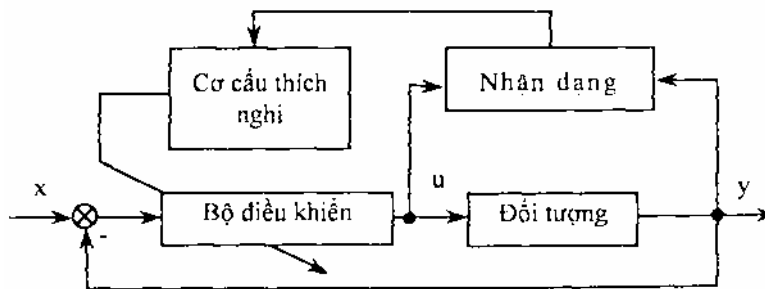 Cơ cấu thích
nghi
Nhận dạng
x
u
y
Bộ điều khiển
Đối tượng
-